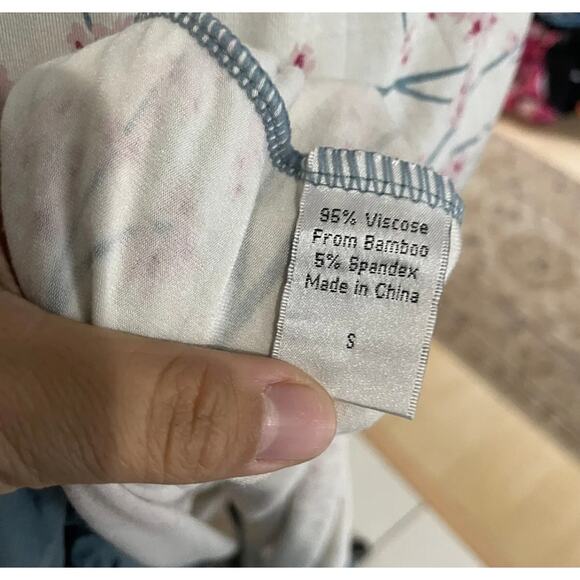 95% Viscose
From Bamboo
5% Spandex
Made in China
S